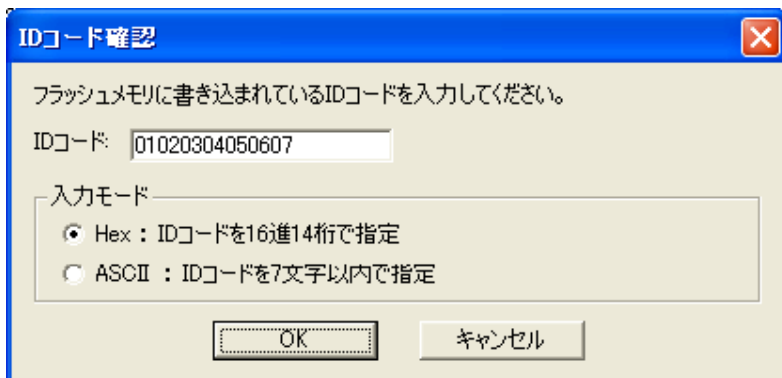 IDコード確認
フラッシュメモリに書き込まれているIDコードを入力してください。
IDコード: 01020304050607
入力モード
Hex : IDコードを16進14桁で指定
ASCII : IDコードを7文字以内で指定
OK キャンセル